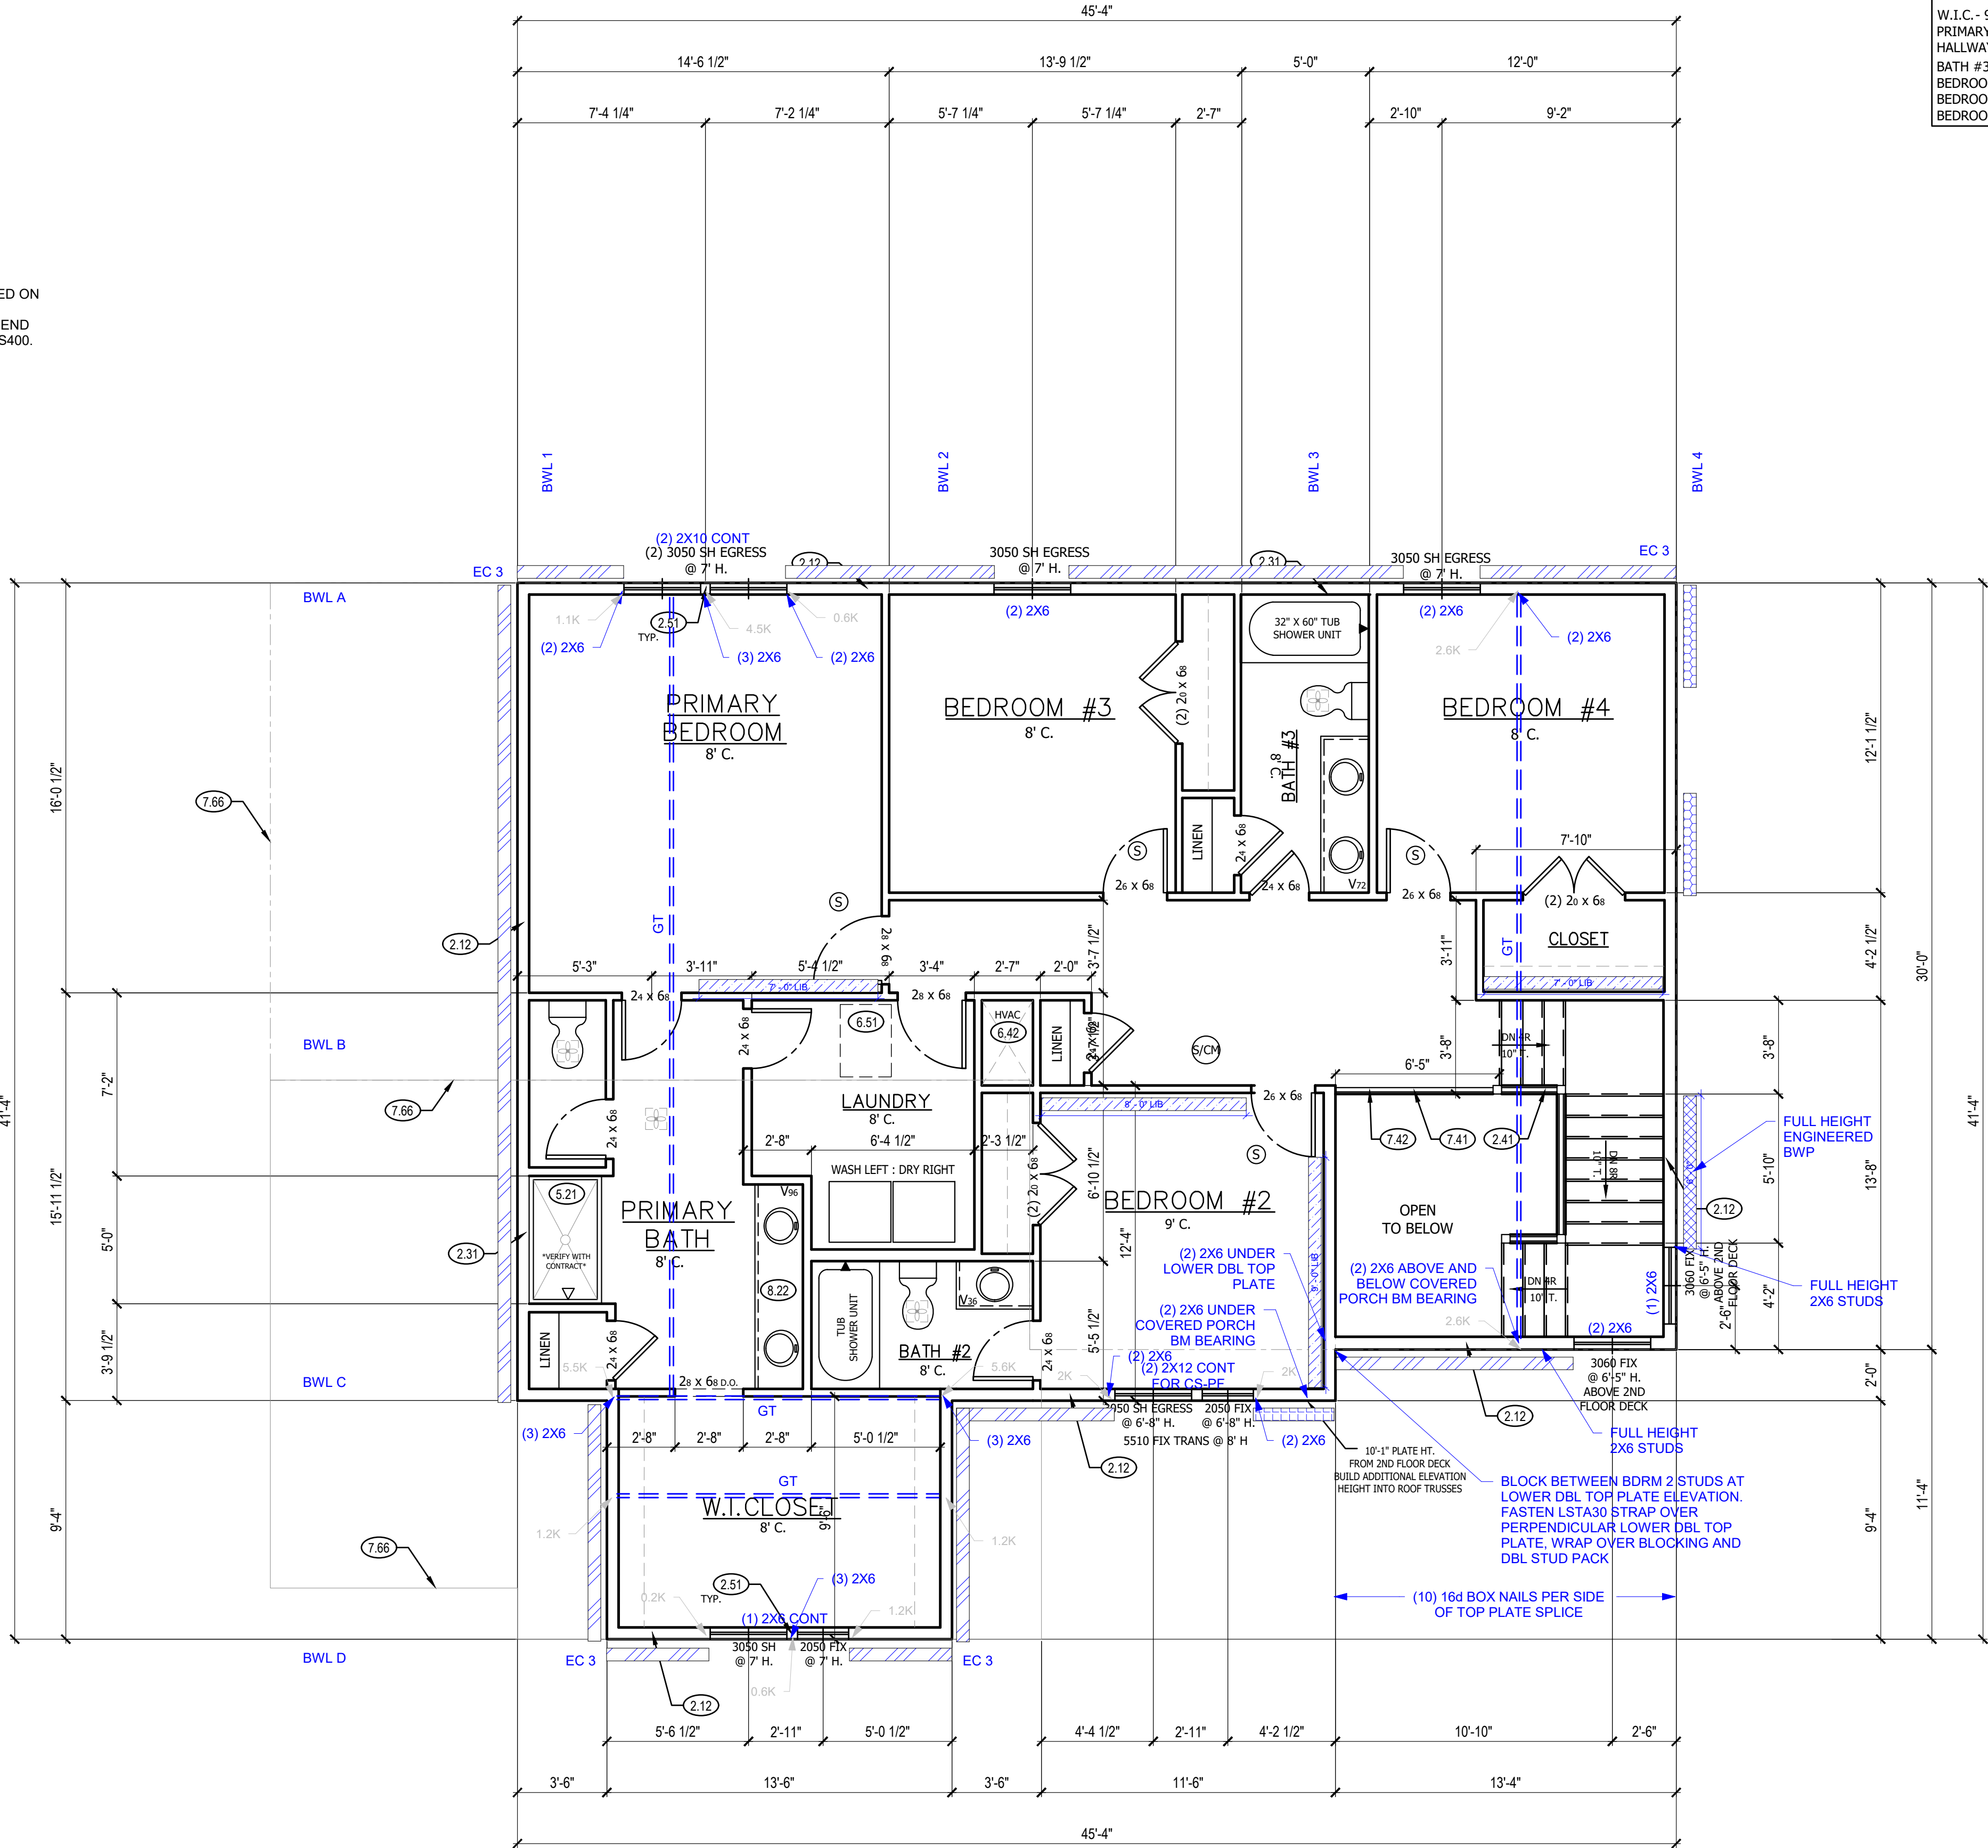 45'-4"
14'-6 1/2"
13'-9 1/2"
5'-0"
12'-0"
7'-4 1/4"
7'-2 1/4"
5'-7 1/4"
5'-7 1/4"
2'-7"
2'-10"
9'-2"
W.I.C.- 9
PRIMARY
HALLWAY
BATH #3
BEDROO
BEDROO
BEDROO
ED ON
END
S400.
BWL 1
BWL 2
BWL 3
BWL 4
EC 3
(2) 2X10 CONT
(2) 3050 SH EGRESS
@ 7' H.
2.12
3050 SH EGRESS
@ 7' H.
2.31
3050 SH EGRESS
@ 7' H.
EC 3
BWL A
1.1K
2.51
TYP.
4.5K
0.6K
(2) 2X6
(3) 2X6
(2) 2X6
(2) 2X6
32" X 60" TUB
SHOWER UNIT
(2) 2X6
2.6K
(2) 2X6
PRIMARY
BEDROOM
8' C.
BEDROOM #3
8' C.
(2) 20 x 68
BATH #3
8' C.
BEDROOM #4
8' C.
16'-0 1/2"
7.66
12'-1 1/2"
LINEN
24 x 68
S
26 x 68
24 x 68
V72
S
26 x 68
7'-10"
(2) 20 x 68
CLOSET
7' - 0" LIB
2.12
GT
S
28 x 68
3'-7 1/2"
3'-11"
GT
4'-2 1/2"
30'-0"
5'-3"
3'-11"
5'-4 1/2"
3'-4"
2'-7"
2'-0"
7' - 0" LIB
24 x 68
28 x 68
24 x 68
6.51
HVAC
6.42
LINEN
S/CM
DN 4R
10" T.
3'-8"
3'-8"
BWL B
7'-2"
41'-4"
41'-4"
7.66
6'-5"
LAUNDRY
8' C.
8' - 0" LIB
26 x 68
7.42
7.41
2.41
FULL HEIGHT
ENGINEERED
BWP
24 x 68
2'-8"
6'-4 1/2"
2'-3 1/2"
WASH LEFT : DRY RIGHT
(2) 20 x 68
6'-10 1/2"
S
DN 8R
10" T.
5'-10"
13'-8"
15'-11 1/2"
5.21
V96
PRIMARY
BATH
8' C.
BEDROOM #2
9' C.
OPEN
TO BELOW
2.12
5'-0"
2.31
*VERIFY WITH
CONTRACT*
12'-4"
(2) 2X6 UNDER
LOWER DBL TOP
PLATE
(2) 2X6 ABOVE AND
BELOW COVERED
PORCH BM BEARING
DN 4R
10" T.
(1) 2X6
3060 FIX
@ 6'-5" H.
2'-6" ABOVE 2ND
FLOOR DECK
FULL HEIGHT
2X6 STUDS
4'-2"
8.22
V36
TUB
SHOWER UNIT
(2) 2X6 UNDER
COVERED PORCH
BM BEARING
2.6K
(2) 2X6
3'-9 1/2"
LINEN
24 x 68
5.5K
BATH #2
8' C.
5.6K
24 x 68
5'-5 1/2"
(2) 2X6
(2) 2X12 CONT
FOR CS-PF
2K
2K
3060 FIX
@ 6'-5" H.
ABOVE 2ND
FLOOR DECK
2'-0"
BWL C
28 x 68 D.O.
GT
SH EGRESS
@ 6'-8" H.
2050 FIX
@ 6'-8" H.
5510 FIX TRANS @ 8' H
2.12
(3) 2X6
2'-8"
2'-8"
2'-8"
5'-0 1/2"
(3) 2X6
(2) 2X6
2.12
FULL HEIGHT
2X6 STUDS
10'-1" PLATE HT.
FROM 2ND FLOOR DECK
BUILD ADDITIONAL ELEVATION
HEIGHT INTO ROOF TRUSSES
GT
W.I.CLOSET
8' C.
9'-6"
BLOCK BETWEEN BDRM 2 STUDS AT
LOWER DBL TOP PLATE ELEVATION.
FASTEN LSTA30 STRAP OVER
PERPENDICULAR LOWER DBL TOP
PLATE, WRAP OVER BLOCKING AND
DBL STUD PACK
9'-4"
1.2K
1.2K
9'-4"
11'-4"
7.66
2.51
TYP.
(3) 2X6
0.2K
(1) 2X6 CONT
1.2K
(10) 16d BOX NAILS PER SIDE
OF TOP PLATE SPLICE
BWL D
EC 3
3050 SH
@ 7' H.
2050 FIX
@ 7' H.
EC 3
0.6K
2.12
5'-6 1/2"
2'-11"
5'-0 1/2"
4'-4 1/2"
2'-11"
4'-2 1/2"
10'-10"
2'-6"
3'-6"
13'-6"
3'-6"
11'-6"
13'-4"
45'-4"